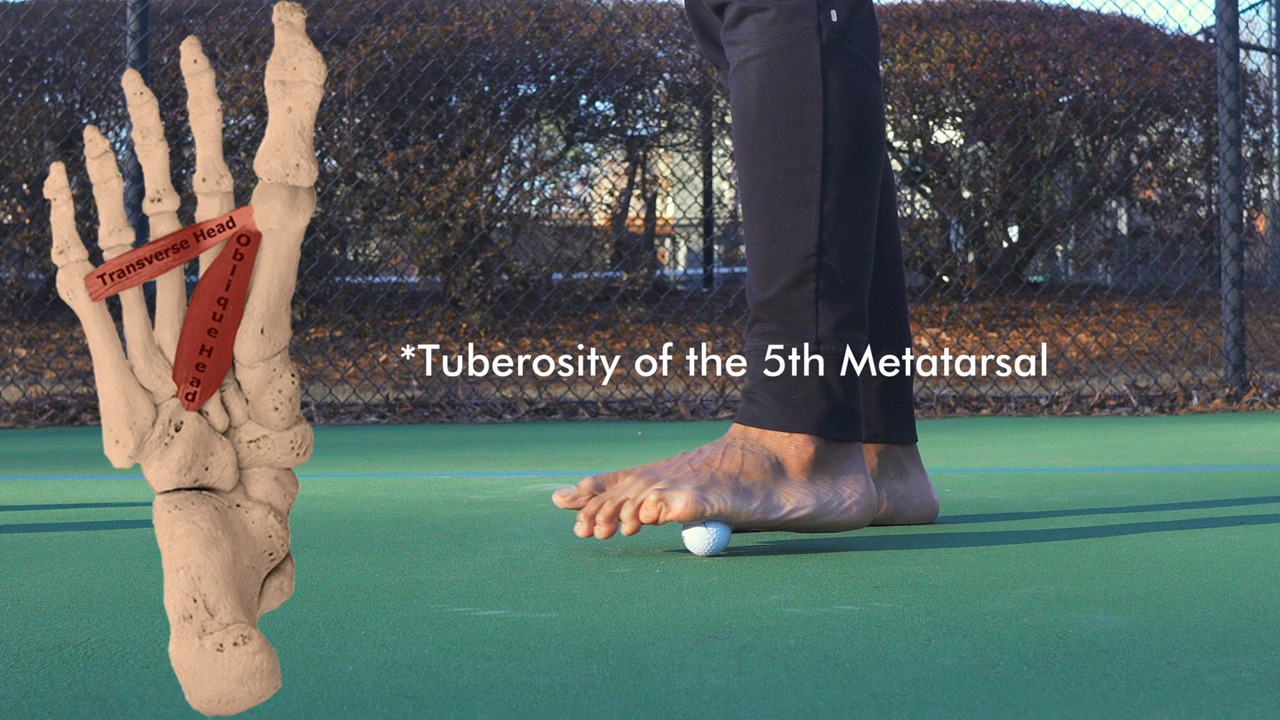 Transverse Head
Oblique Head
*Tuberosity of the 5th Metatarsal